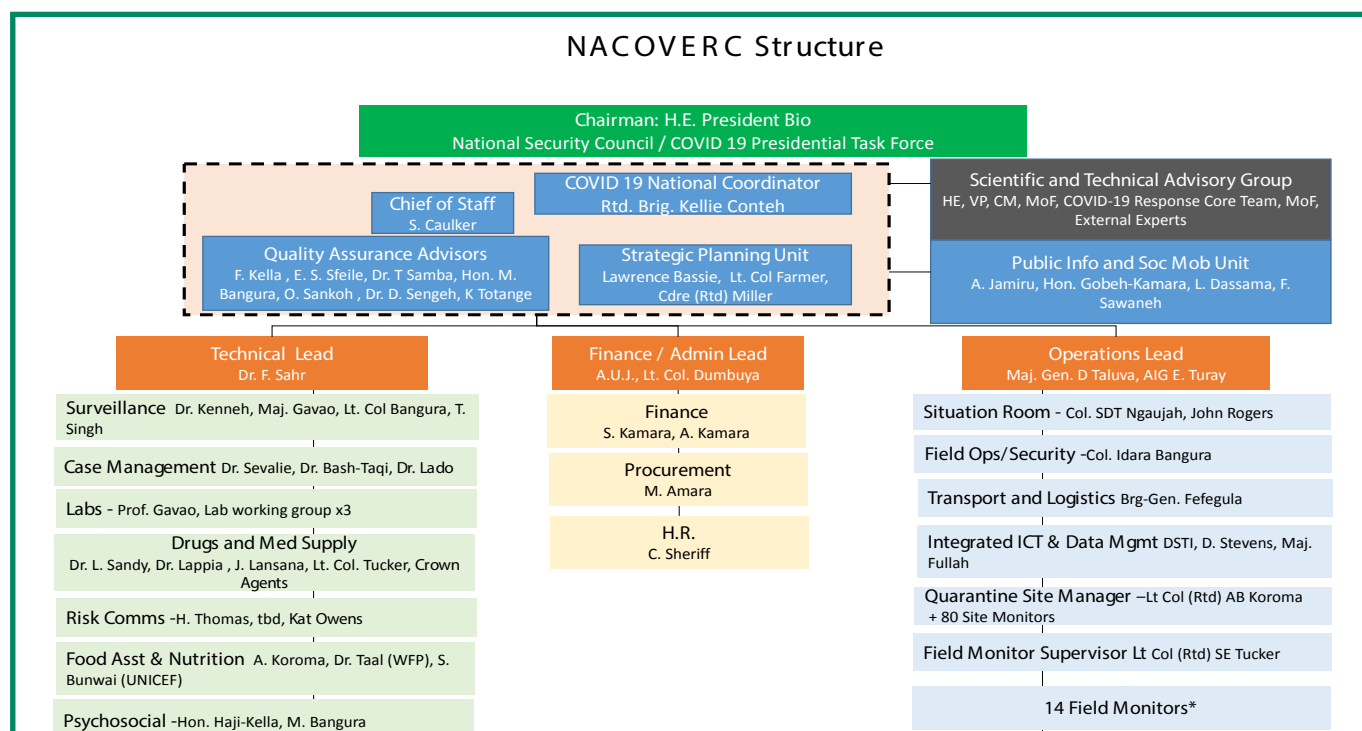 NACOVERC Structure
Chairman: H.E. President Bio
National Security Council / COVID 19 Presidential Task Force
COVID 19 National Coordinator
Rtd. Brig. Kellie Conteh
Chief of Staff
S. Caulker
Quality Assurance Advisors
F. Kella , E. S. Sfeile, Dr. T Samba, Hon. M.
Bangura, O. Sankoh , Dr. D. Sengeh, K Totange
Strategic Planning Unit
Lawrence Bassie, Lt. Col Farmer,
Cdre (Rtd) Miller
Scientific and Technical Advisory Group
HE, VP, CM, MoF, COVID-19 Response Core Team, MoF,
External Experts
Public Info and Soc Mob Unit
A. Jamiru, Hon. Gobeh-Kamara, L. Dassama, F.
Sawaneh
Technical Lead
Dr. F. Sahr
Surveillance Dr. Kenneh, Maj. Gavao, Lt. Col Bangura, T.
Singh
Case Management Dr. Sevalie, Dr. Bash-Taqi, Dr. Lado
Labs - Prof. Gavao, Lab working group x3
Drugs and Med Supply
Dr. L. Sandy, Dr. Lappia , J. Lansana, Lt. Col. Tucker, Crown
Agents
Risk Comms -H. Thomas, tbd, Kat Owens
Food Asst & Nutrition A. Koroma, Dr. Taal (WFP), S.
Bunwai (UNICEF)
Psychosocial -Hon. Haji-Kella, M. Bangura
Finance / Admin Lead
A.U.J., Lt. Col. Dumbuya
Finance
S. Kamara, A. Kamara
Procurement
M. Amara
H.R.
C. Sheriff
Operations Lead
Maj. Gen. D Taluva, AIG E. Turay
Situation Room - Col. SDT Ngaujah, John Rogers
Field Ops/Security -Col. Idara Bangura
Transport and Logistics Brg-Gen. Fefegula
Integrated ICT & Data Mgmt DSTI, D. Stevens, Maj.
Fullah
Quarantine Site Manager –Lt Col (Rtd) AB Koroma
+ 80 Site Monitors
Field Monitor Supervisor Lt Col (Rtd) SE Tucker
14 Field Monitors*